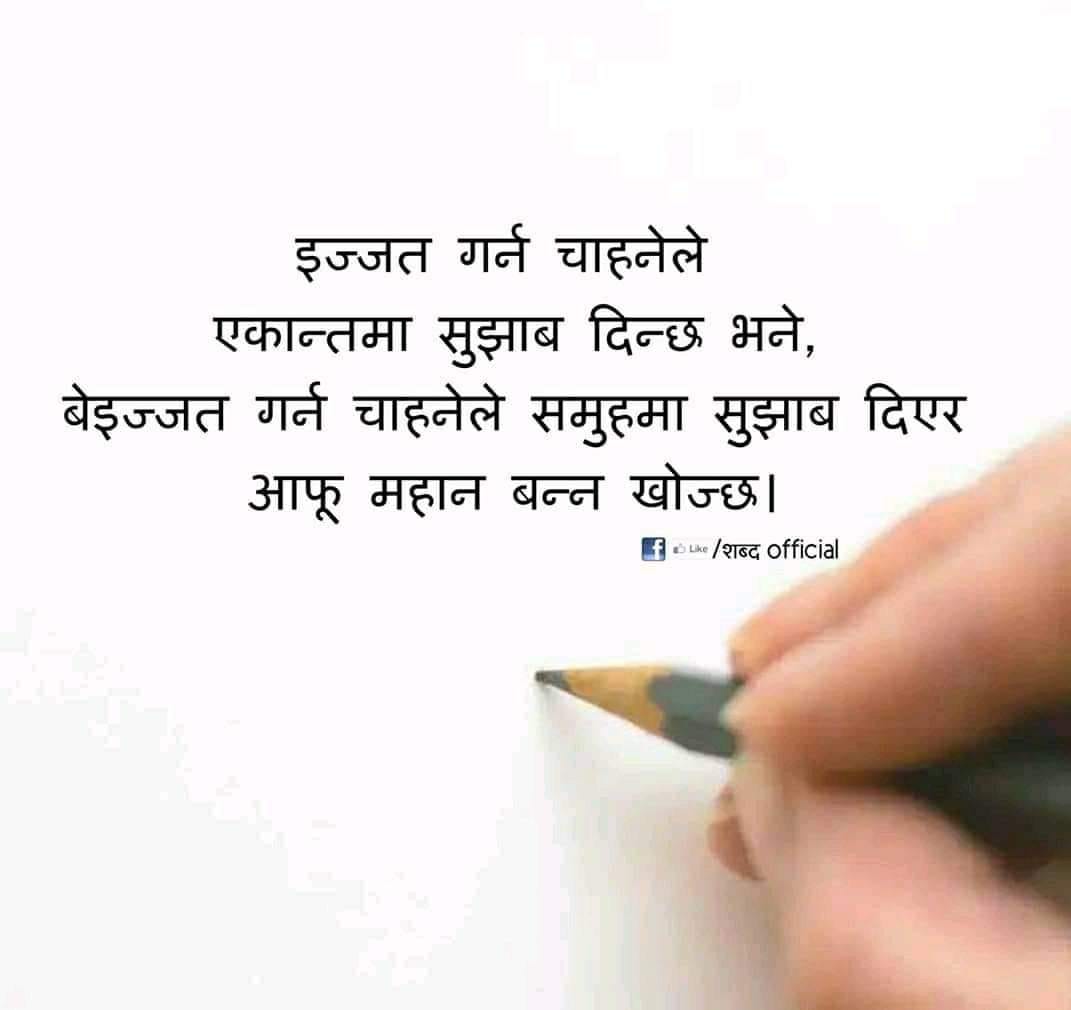 इज्जत गर्न चाहनेले
एकान्तमा सुझाब दिन्छ भने,
बेइज्जत गर्न चाहनेले समुहमा सुझाब दिएर
आफू महान बन्न खोज्छ।
f Like /शब्द official